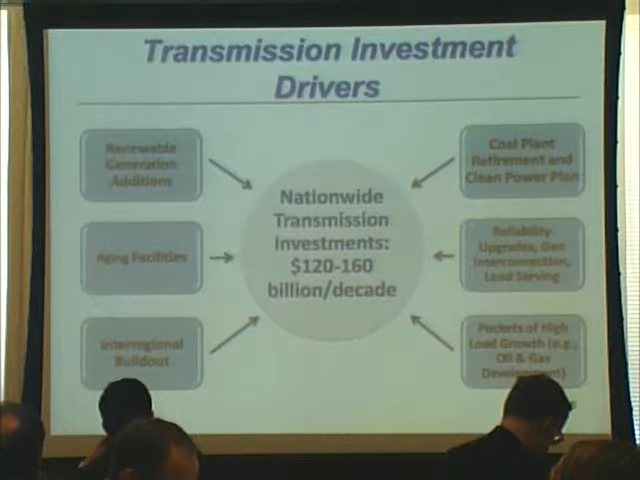 Transmission Investment
Drivers
Renewable
Generation
Additions
Aging Facilities
Interregional
Buildout
Nationwide
Transmission
Investments:
$120-160
billion/decade
Coal Plant
Retirement and
Clean Power Plan
Reliability
Upgrades, Gen
Interconnection,
Load Serving
Pockets of High
Load Growth (e.g.,
Oil & Gas
Development)